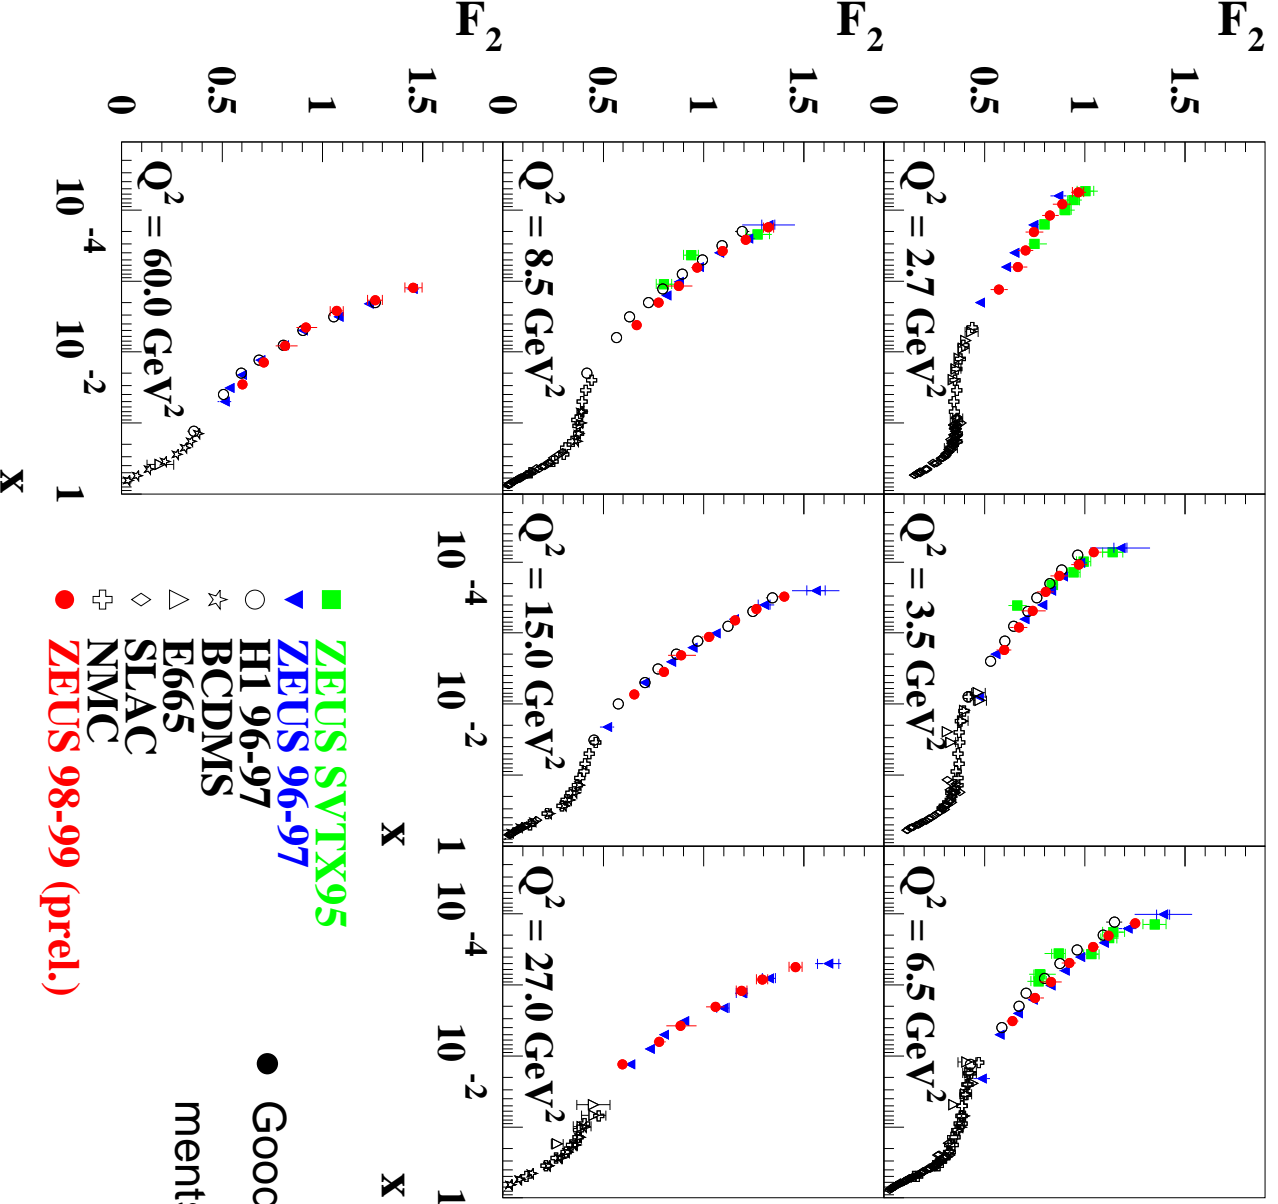 F2
1.5
1
0.5
0
Q2 = 2.7 GeV2
Q2 = 3.5 GeV2
Q2 = 6.5 GeV2
F2
1.5
1
0.5
0
Q2 = 8.5 GeV2
Q2 = 15.0 GeV2
Q2 = 27.0 GeV2
F2
1.5
1
0.5
0
Q2 = 60.0 GeV2
10 -4
10 -2
1
x
10 -4
10 -2
1
x
10 -4
10 -2
1
x
ZEUS SVTX95
ZEUS 96-97
H1 96-97
BCDMS
E665
SLAC
NMC
ZEUS 98-99 (prel.)